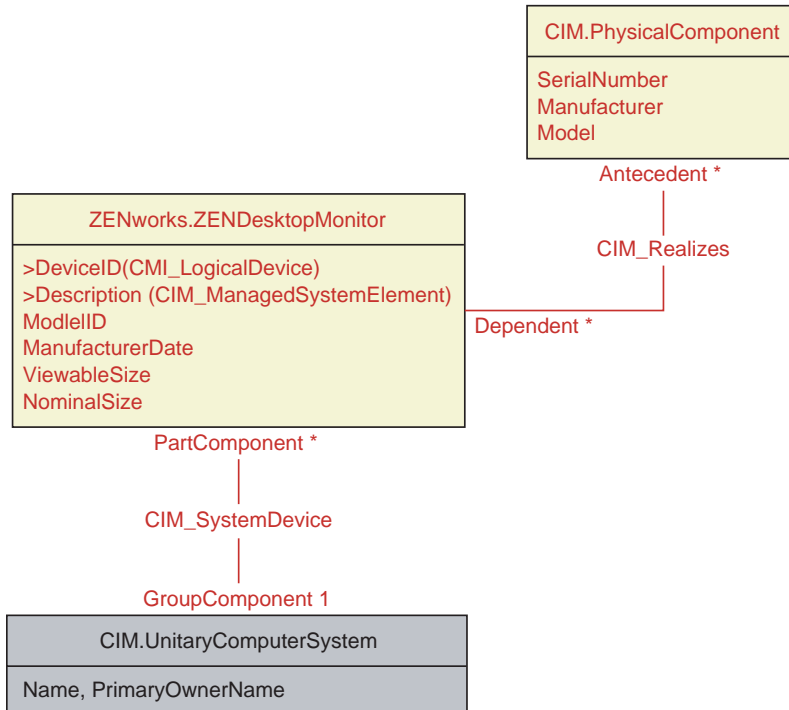 CIM.PhysicalComponent
SerialNumber
Manufacturer
Model
Antecedent *
CIM_Realizes
Dependent *
ZENworks.ZENDesktopMonitor
>DeviceID(CMI_LogicalDevice)
>Description (CIM_ManagedSystemElement)
ModlelID
ManufacturerDate
ViewableSize
NominalSize
PartComponent *
CIM_SystemDevice
GroupComponent 1
CIM.UnitaryComputerSystem
Name, PrimaryOwnerName